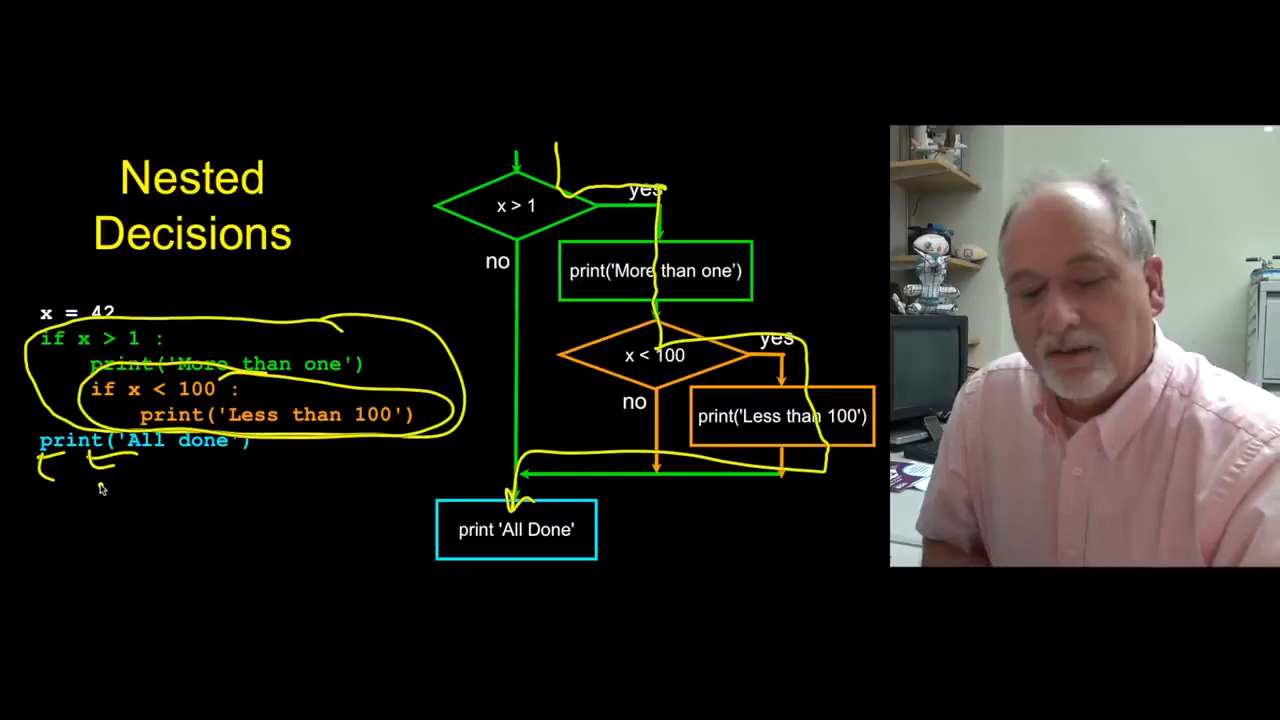 Nested
Decisions
x = 42
if x > 1 :
print('More than one')
if x < 100 :
print('Less than 100')
print('All done')
x > 1
yes
no
print('More than one’)
x < 100
yes
no
print('Less than 100')
print 'All Done'